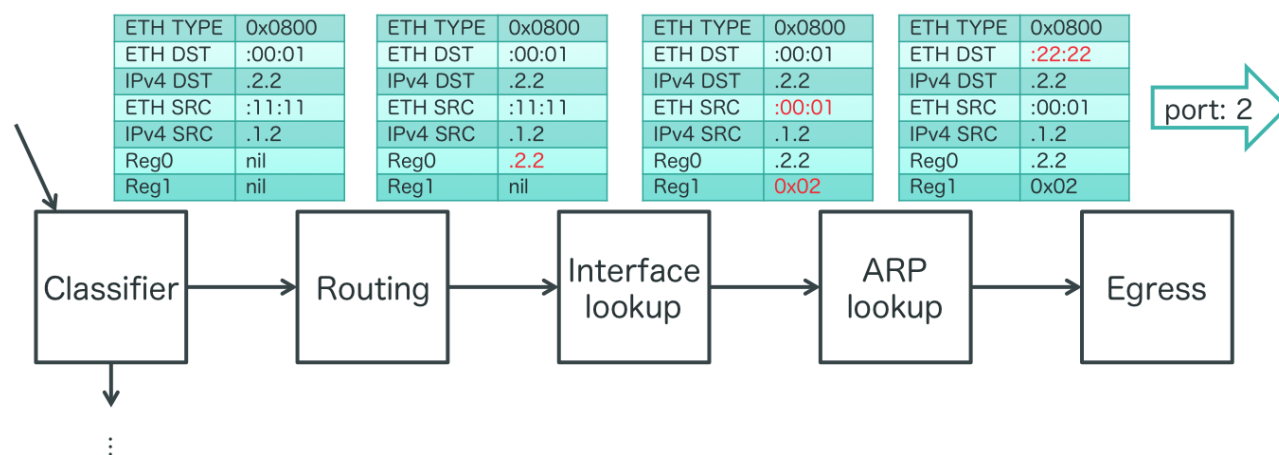 ETH TYPE 0x0800
ETH DST :00:01
IPv4 DST .2.2
ETH SRC :11:11
IPv4 SRC .1.2
Reg0 nil
Reg1 nil
ETH TYPE 0x0800
ETH DST :00:01
IPv4 DST .2.2
ETH SRC :11:11
IPv4 SRC .1.2
Reg0 .2.2
Reg1 nil
ETH TYPE 0x0800
ETH DST :00:01
IPv4 DST .2.2
ETH SRC :00:01
IPv4 SRC .1.2
Reg0 .2.2
Reg1 0x02
ETH TYPE 0x0800
ETH DST :22:22
IPv4 DST .2.2
ETH SRC :00:01
IPv4 SRC .1.2
Reg0 .2.2
Reg1 0x02
port: 2
Classifier
Routing
Interface
lookup
ARP
lookup
Egress
...